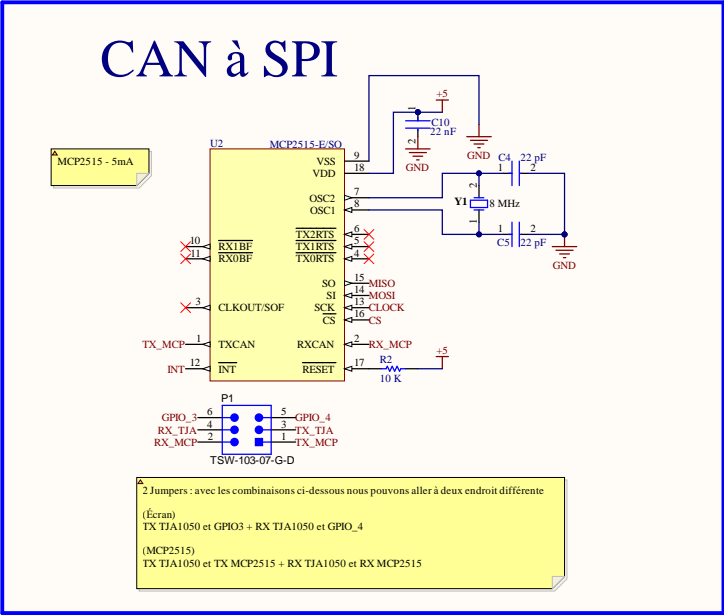 CAN à SPI
MCP2515 - 5mA
U2
MCP2515-E/SO
VSS 9
VDD 18
OSC2 7
OSC1 8
TX2RTS 6
TX1RTS 5
TX0RTS 4
10 RX1BF
11 RX0BF
3 CLKOUT/SOF
SO 15 MISO
SI 14 MOSI
SCK 13 CLOCK
CS 16 CS
TX_MCP 1 TXCAN
RXCAN 2 RX_MCP
INT 12 INT
RESET 17
R2
10 K
+5
+5
1
C10
22 nF
2
GND
GND
C4 22 pF
1 2
2
Y1 8 MHz
1
1 2
C5 22 pF
GND
P1
GPIO_3 6 5 GPIO_4
RX_TJA 4 3 TX_TJA
RX_MCP 2 1 TX_MCP
TSW-103-07-G-D
2 Jumpers : avec les combinaisons ci-dessous nous pouvons aller à deux endroit différente
(Écran)
TX TJA1050 et GPIO3 + RX TJA1050 et GPIO_4
(MCP2515)
TX TJA1050 et TX MCP2515 + RX TJA1050 et RX MCP2515